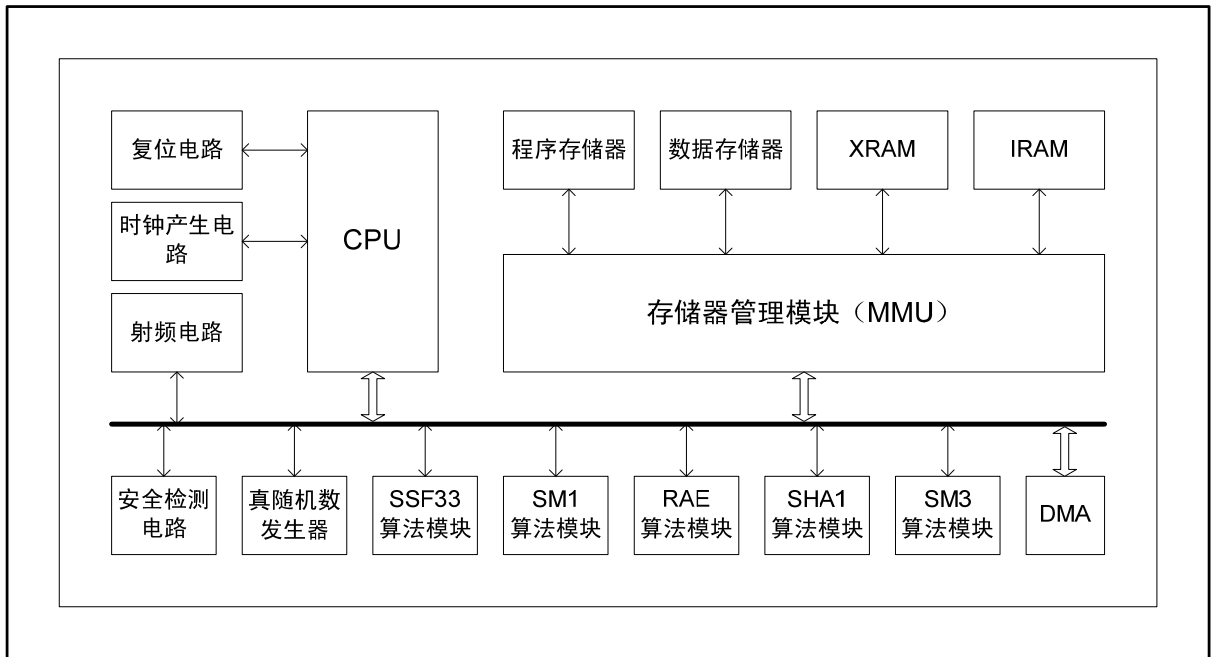 复位电路
时钟产生电
路
射频电路
CPU
程序存储器
数据存储器
XRAM
IRAM
存储器管理模块（MMU）
安全检测
电路
真随机数
发生器
SSF33
算法模块
SM1
算法模块
RAE
算法模块
SHA1
算法模块
SM3
算法模块
DMA